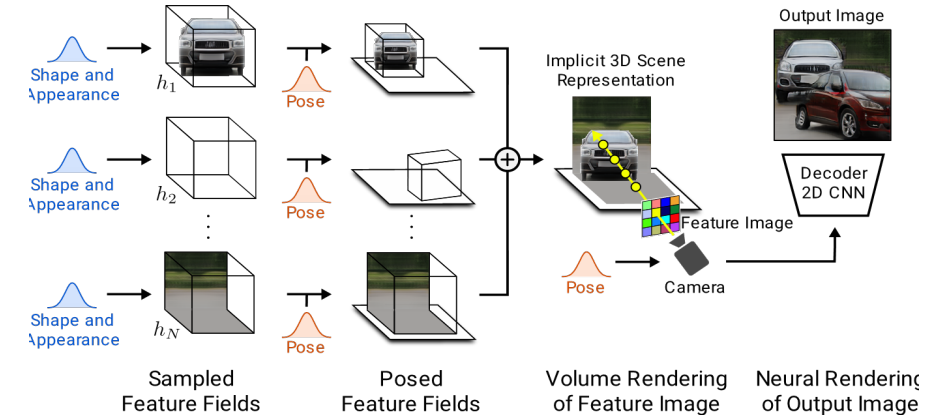 Output Image
Implicit 3D Scene
Representation
Shape and
Appearance
h1
Pose
Shape and
Appearance
h2
Pose
Decoder
2D CNN
Feature Image
Shape and
Appearance
hN
Pose
Pose
Camera
Sampled
Feature Fields
Posed
Feature Fields
Volume Rendering
of Feature Image
Neural Rendering
of Output Image